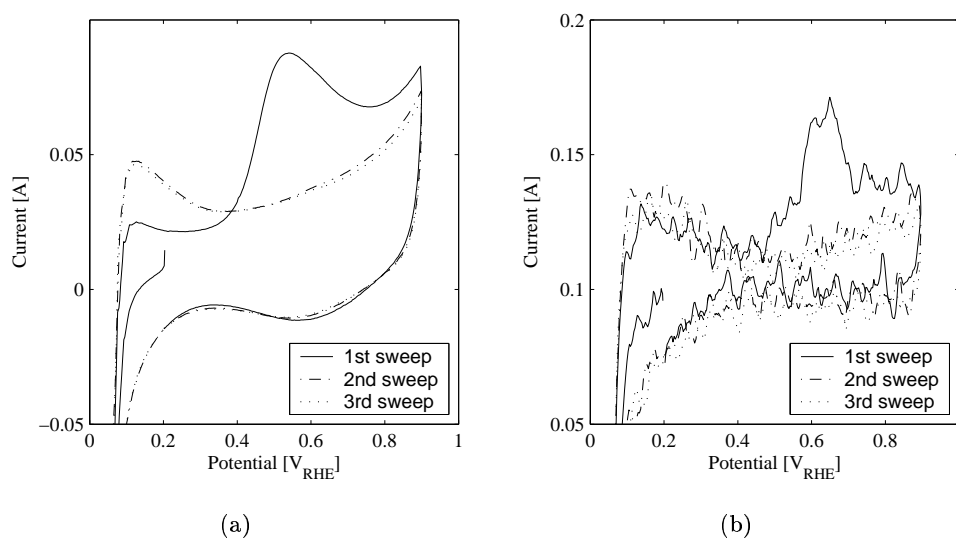 0.05
0
−0.05
Current [A]
0
0.2
0.4
0.6
0.8
1
Potential [V_RHE]
1st sweep
2nd sweep
3rd sweep
(a)
0.2
0.15
0.1
0.05
Current [A]
0
0.2
0.4
0.6
0.8
Potential [V_RHE]
1st sweep
2nd sweep
3rd sweep
(b)